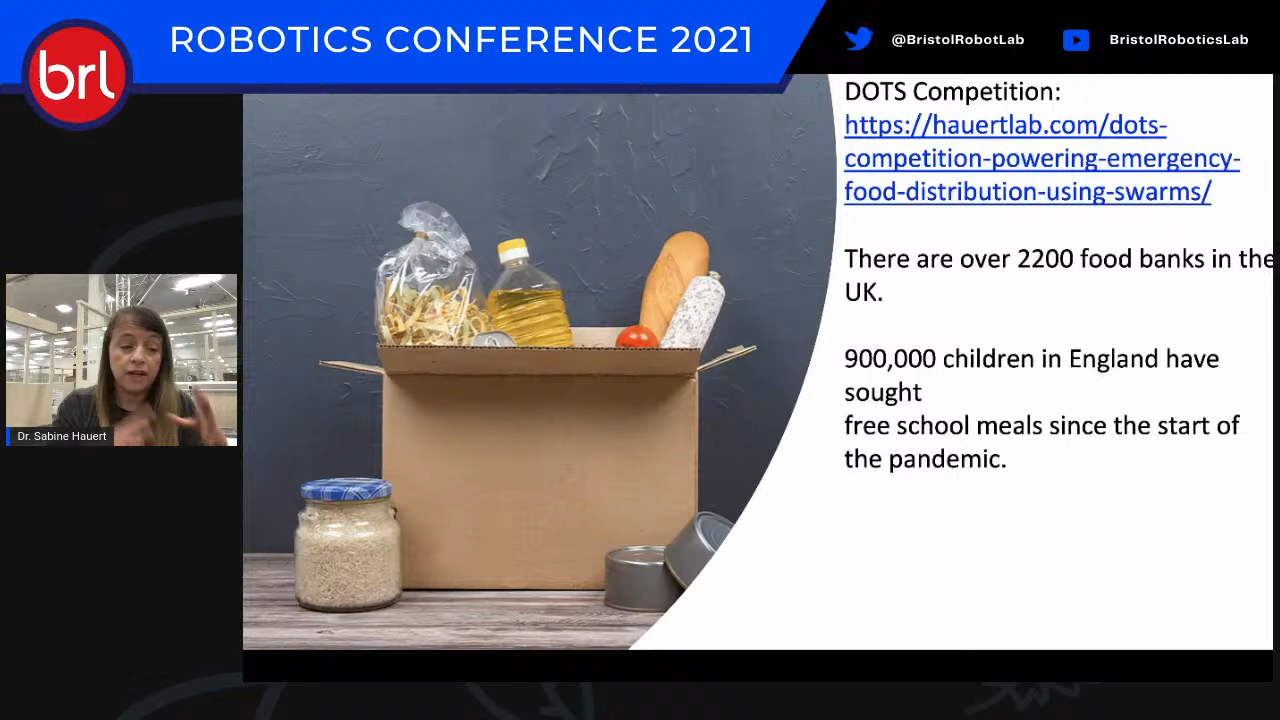 brl
ROBOTICS CONFERENCE 2021
@BristolRobotLab
BristolRoboticsLab
DOTS Competition:
https://hauertlab.com/dots-
competition-powering-emergency-
food-distribution-using-swarms/
There are over 2200 food banks in the
UK.
900,000 children in England have
sought
free school meals since the start of
the pandemic.
Dr. Sabine Hauert